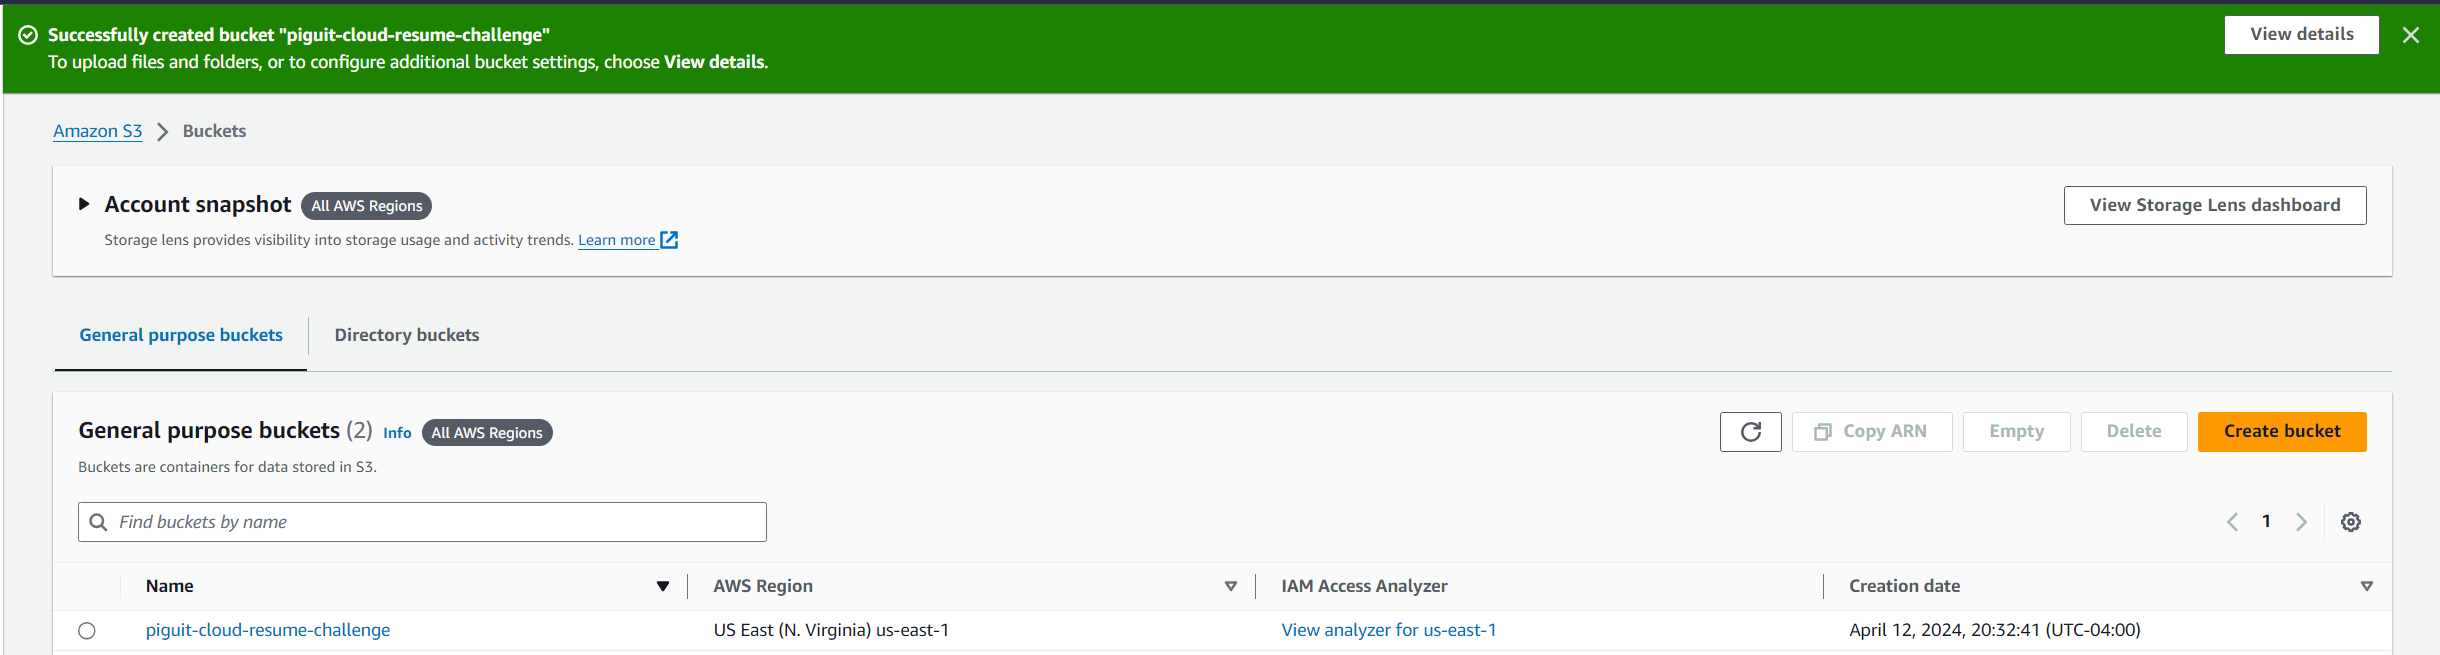 Successfully created bucket "piguit-cloud-resume-challenge"
View details
To upload files and folders, or to configure additional bucket settings, choose View details.
Amazon S3
Buckets
Account snapshot
All AWS Regions
View Storage Lens dashboard
Storage lens provides visibility into storage usage and activity trends. Learn more
General purpose buckets
Directory buckets
General purpose buckets (2) Info All AWS Regions
Copy ARN
Empty
Delete
Create bucket
Buckets are containers for data stored in S3.
Find buckets by name
1
Name
AWS Region
IAM Access Analyzer
Creation date
piguit-cloud-resume-challenge
US East (N. Virginia) us-east-1
View analyzer for us-east-1
April 12, 2024, 20:32:41 (UTC-04:00)